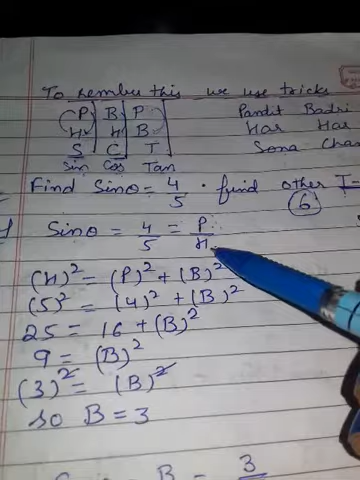 To remember this we use tricks
P B P Pandit Badri
H H B Har Har
S C T Sona Chan
Sin Cos Tan
Find Sinθ = 4/5 . find other T-
6
Sinθ = 4/5 = P/H
(H)² = (P)² + (B)²
(5)² = (4)² + (B)²
25 = 16 + (B)²
9 = (B)²
(3)² = (B)²
so B = 3
B = 3